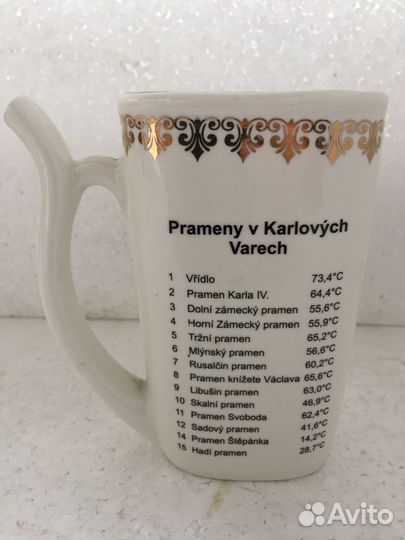 Prameny v Karlových
Varech
1 Vřídlo 73,4°C
2 Pramen Karla IV. 64,4°C
3 Dolní zámecký pramen 55,6°C
4 Horní Zámecký pramen 55,9°C
5 Tržní pramen 65,2°C
6 Mlýnský pramen 56,6°C
7 Rusalčin pramen 60,2°C
8 Pramen knížete Václava 65,6°C
9 Libušin pramen 63,0°C
10 Skalní pramen 46,9°C
11 Pramen Svoboda 62,4°C
12 Sadový pramen 41,6°C
14 Pramen Štěpánka 14,2°C
15 Hadí pramen 28,7°C
Avito